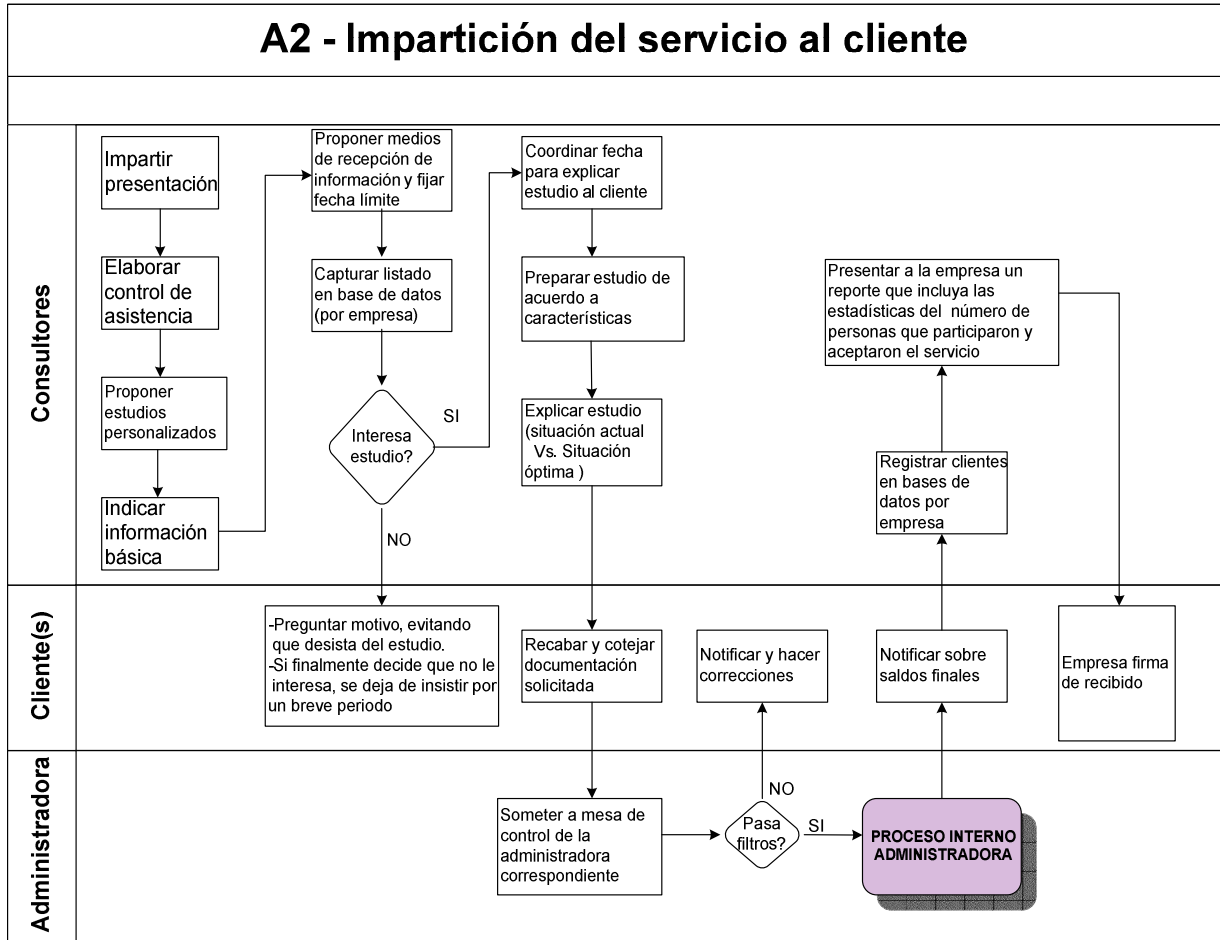 A2 - Impartición del servicio al cliente
Consultores
Impartir
presentación
Elaborar
control de
asistencia
Proponer
estudios
personalizados
Indicar
información
básica
Proponer medios
de recepción de
información y fijar
fecha límite
Capturar listado
en base de datos
(por empresa)
Interesa
estudio?
SI
NO
Coordinar fecha
para explicar
estudio al cliente
Preparar estudio de
acuerdo a
características
Explicar estudio
(situación actual
Vs. Situación
óptima )
Presentar a la empresa un
reporte que incluya las
estadísticas del número de
personas que participaron y
aceptaron el servicio
Registrar clientes
en bases de
datos por
empresa
Cliente(s)
-Preguntar motivo, evitando
que desista del estudio.
-Si finalmente decide que no le
interesa, se deja de insistir por
un breve periodo
Recabar y cotejar
documentación
solicitada
Notificar y hacer
correcciones
Notificar sobre
saldos finales
Empresa firma
de recibido
Administradora
Someter a mesa de
control de la
administradora
correspondiente
Pasa
filtros?
NO
SI
PROCESO INTERNO
ADMINISTRADORA